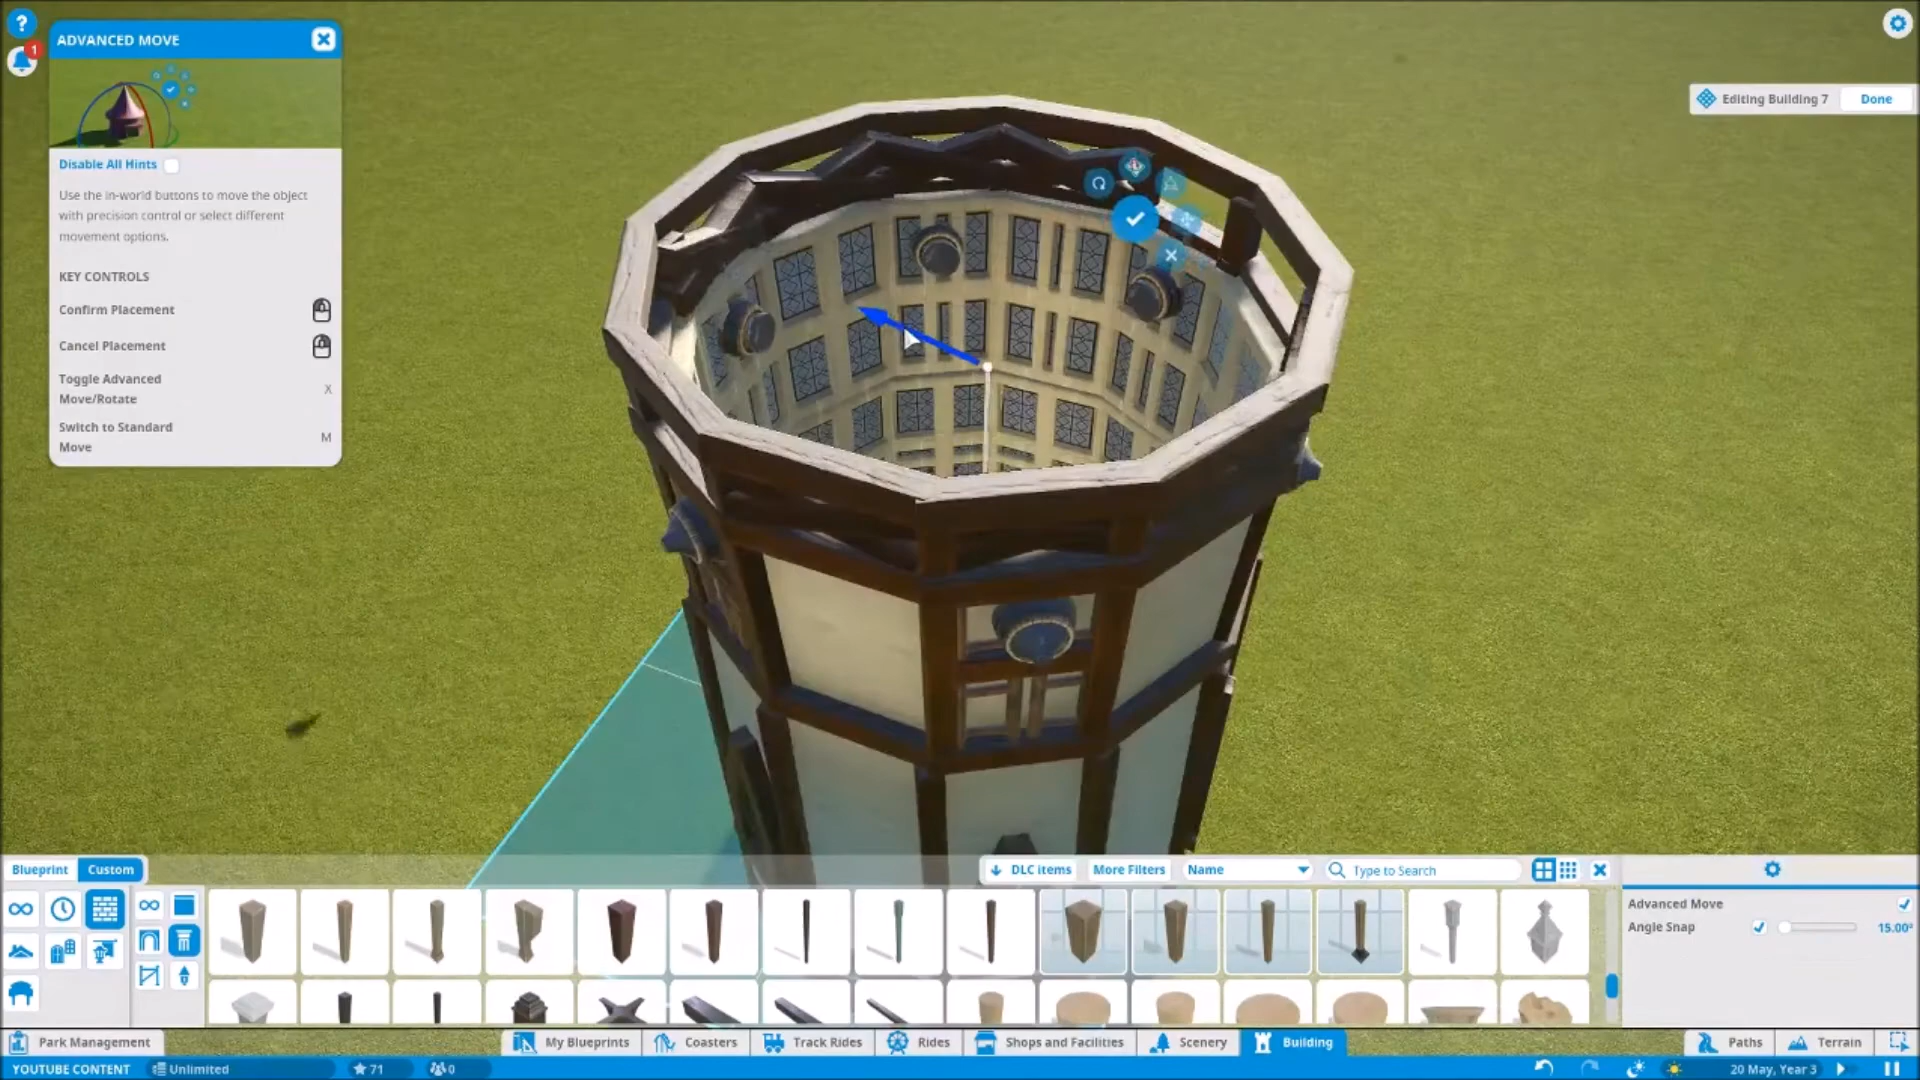 ?
1
ADVANCED MOVE
Disable All Hints
Use the in-world buttons to move the object
with precision control or select different
movement options.
KEY CONTROLS
Confirm Placement
Cancel Placement
Toggle Advanced
Move/Rotate
X
Switch to Standard
Move
M
Editing Building 7
Done
Blueprint
Custom
DLC items
More Filters
Name
Type to Search
Advanced Move
Angle Snap
15.00°
Park Management
My Blueprints
Coasters
Track Rides
Rides
Shops and Facilities
Scenery
Building
Paths
Terrain
YOUTUBE CONTENT
Unlimited
71
0
20 May, Year 3